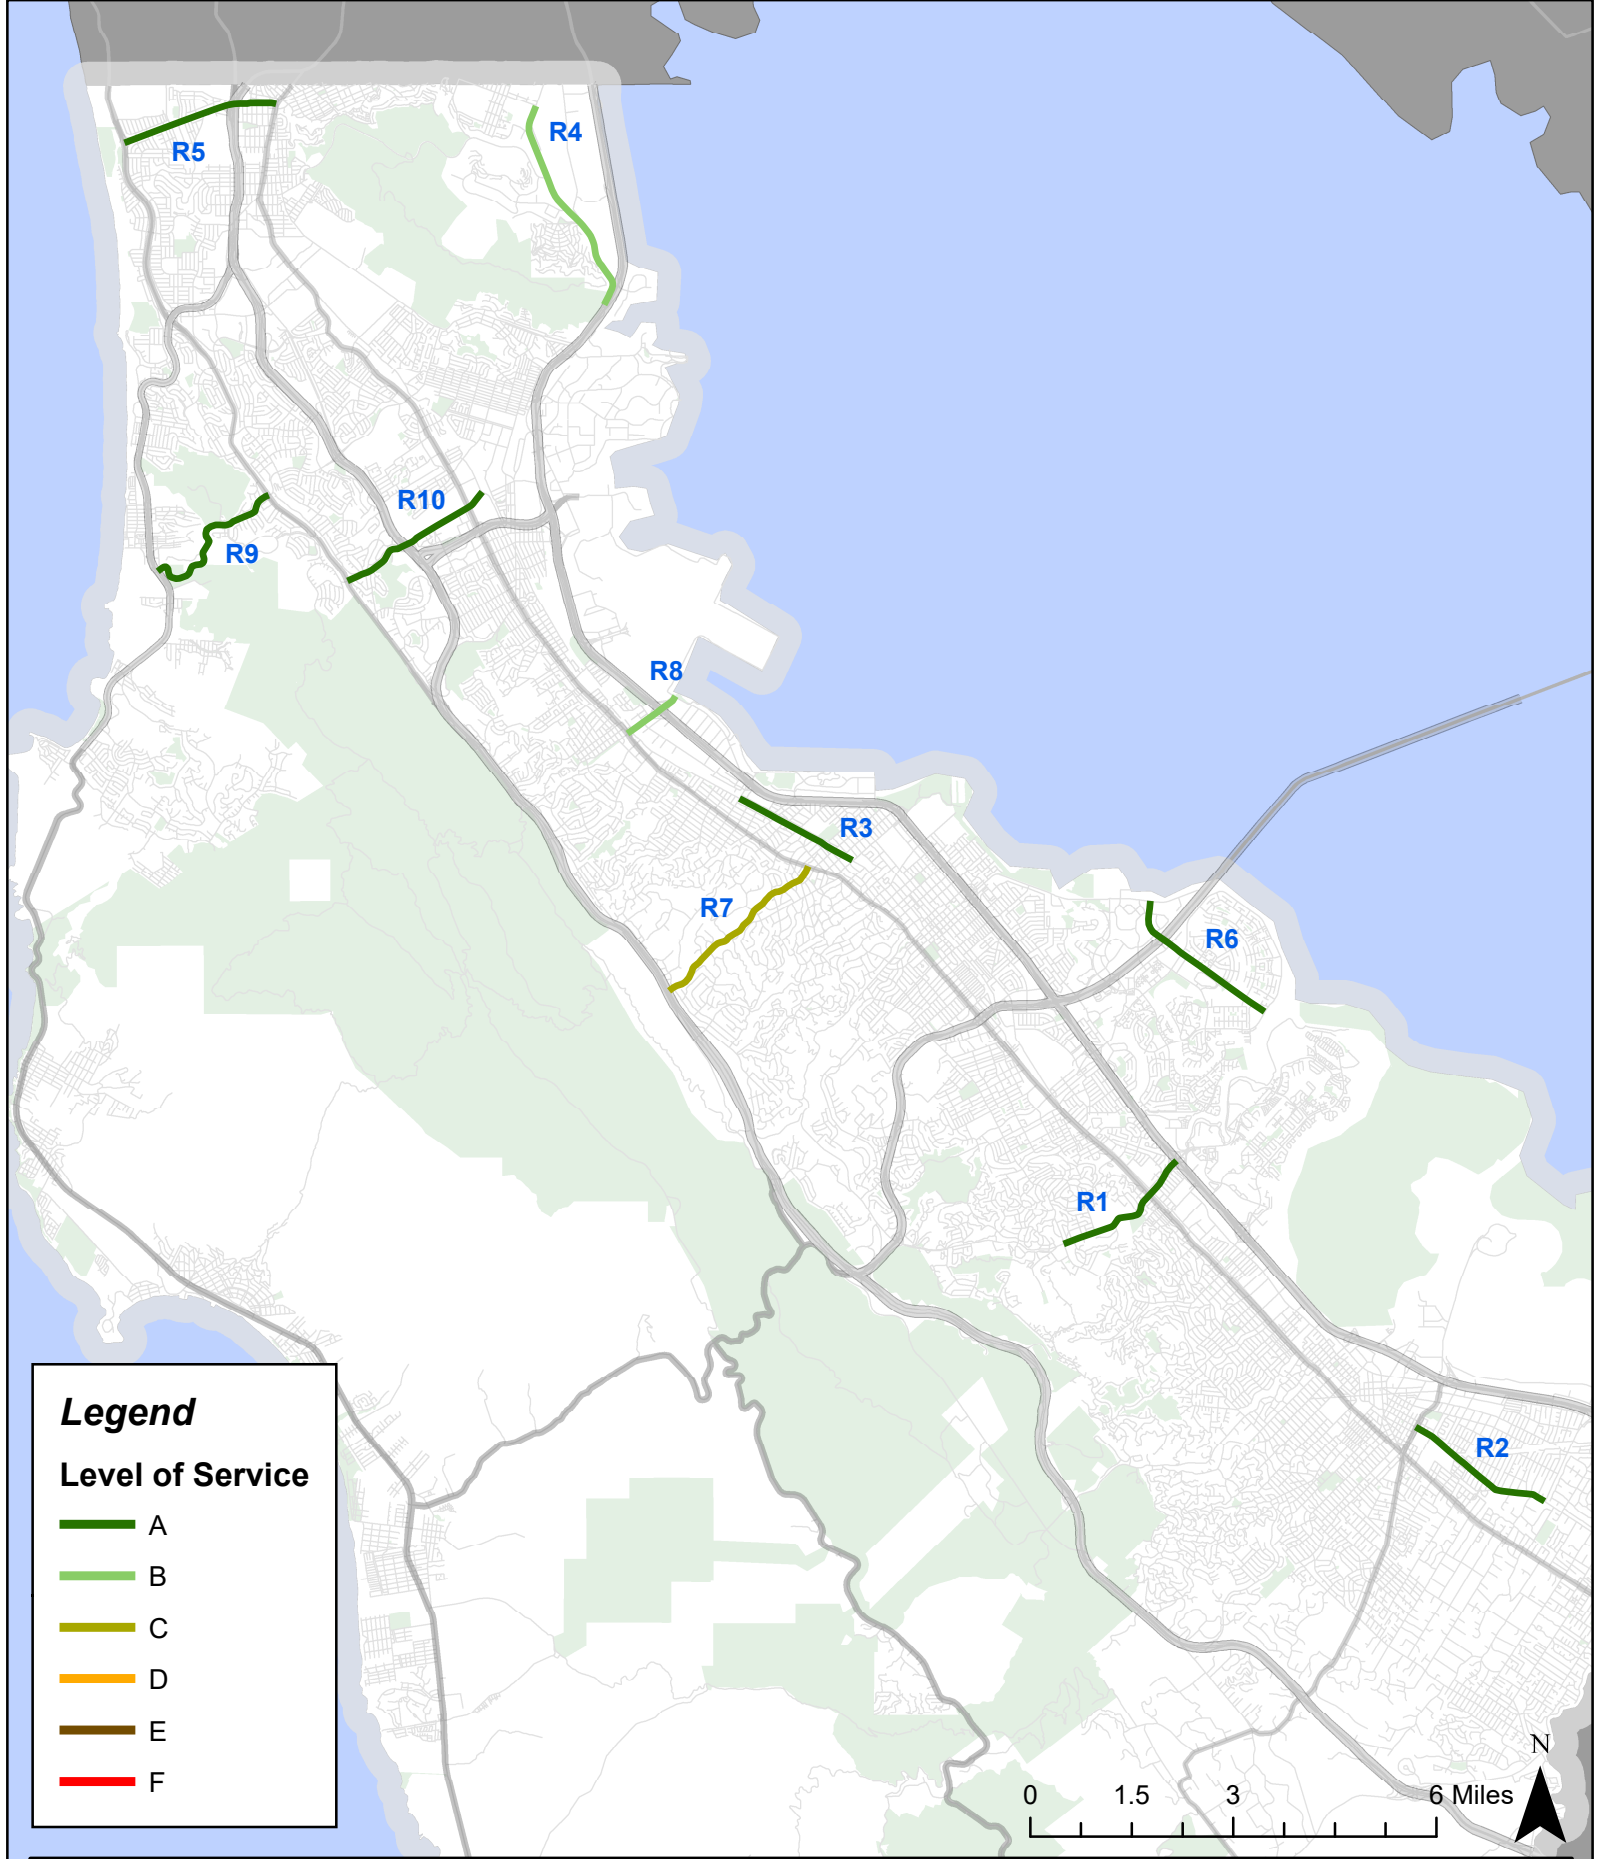 R4
R5
R10
R9
R8
R3
R7
R6
R1
R2
Legend
Level of Service
A
B
C
D
E
F
N
0 1.5 3 6 Miles